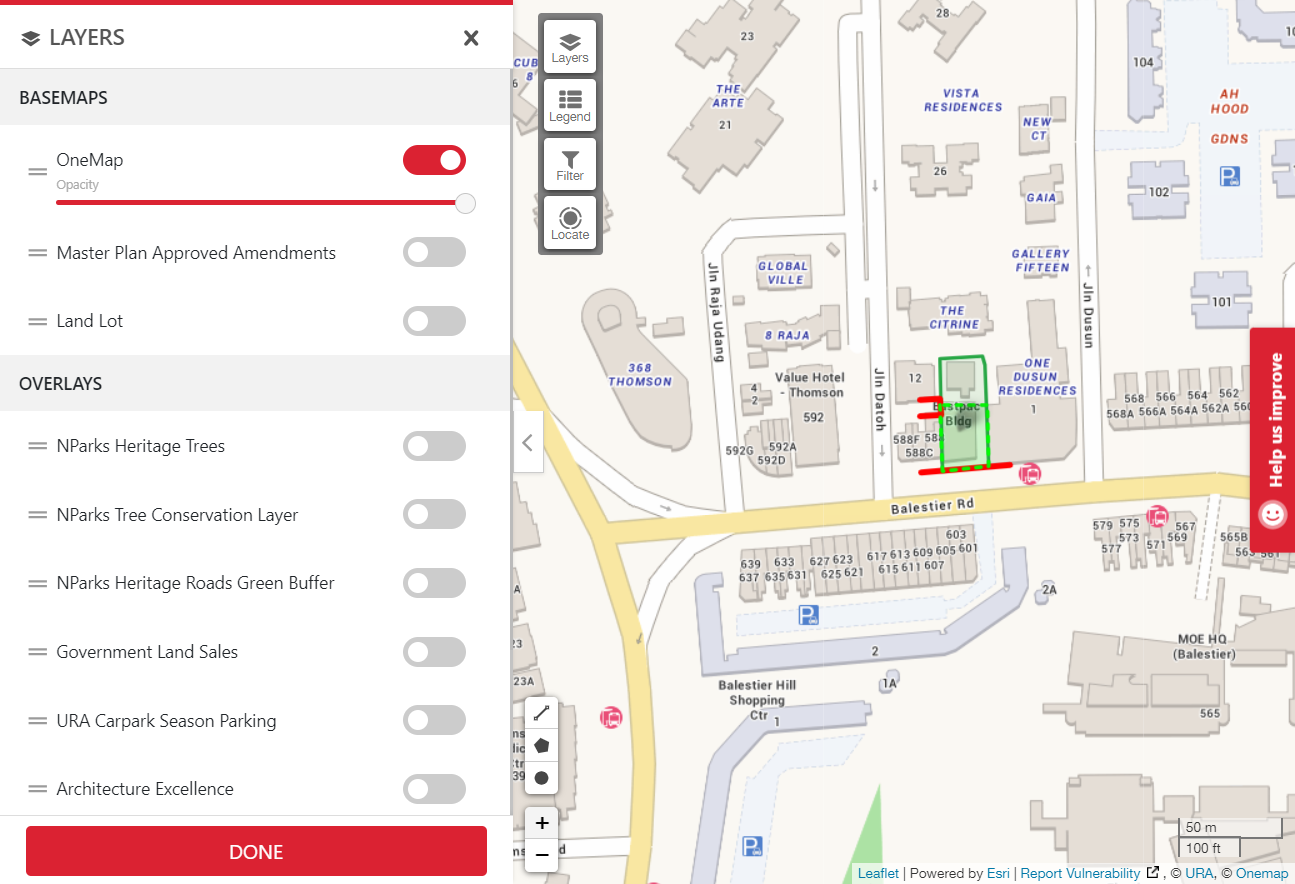 LAYERS
BASEMAPS
OneMap
Opacity
Master Plan Approved Amendments
Land Lot
OVERLAYS
NParks Heritage Trees
NParks Tree Conservation Layer
NParks Heritage Roads Green Buffer
Government Land Sales
URA Carpark Season Parking
Architecture Excellence
DONE
Layers
Legend
Filter
Locate
CUB
8
6
23
28
THE
ARTE
21
VISTA
RESIDENCES
NEW
CT
104
AH
HOOD
GDNS
26
GAIA
102
GALLERY
FIFTEEN
Jln Raja Udang
GLOBAL
VILLE
Jln Dusun
101
THE
CITRINE
8 RAJA
368
THOMSON
Value Hotel
- Thomson
592
4
2
Jln Datoh
12
ONE
DUSUN
RESIDENCES
1
Bldg
588F
588C
592G
592A
592D
568
566
564
562
568A
566A
564A
562A
Help us improve
Balestier Rd
579
575
567
573
569
577
571
565B
563
561
603
639
633
627
623
617
613
609
605
601
637
635
631
625
621
615
611
607
2A
MOE HQ
(Balestier)
2
1A
Balestier Hill
Shopping
Ctr
1
565
A
23
23A
39
+
−
50 m
100 ft
Leaflet | Powered by Esri | Report Vulnerability , © URA, © Onemap